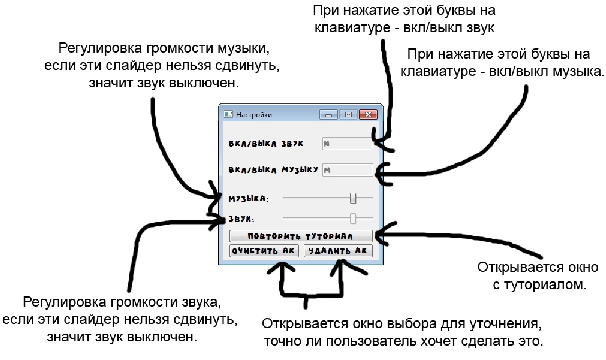 При нажатие этой буквы на
клавиатуре - вкл/выкл звук
Регулировка громкости музыки,
если эти слайдер нельзя сдвинуть,
значит звук выключен.
При нажатие этой буквы на
клавиатуре - вкл/выкл музыка.
Настройки
ВКЛ/ВЫКЛ ЗВУК
ВКЛ/ВЫКЛ МУЗЫКУ
МУЗЫКА:
ЗВУК:
ПОВТОРИТЬ ТУТОРИАЛ
ОЧИСТИТЬ АК УДАЛИТЬ АК
Открывается окно
с туториалом.
Регулировка громкости звука,
если эти слайдер нельзя сдвинуть,
значит звук выключен.
Открывается окно выбора для уточнения,
точно ли пользователь хочет сделать это.